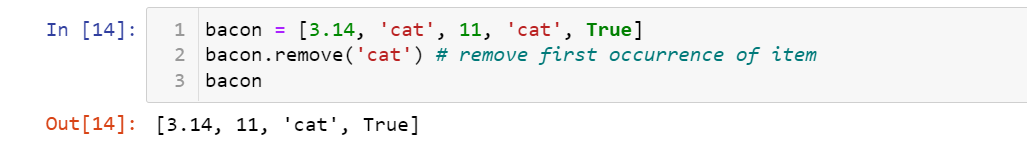 In [14]: 1 bacon = [3.14, 'cat', 11, 'cat', True]
2 bacon.remove('cat') # remove first occurrence of item
3 bacon
Out[14]: [3.14, 11, 'cat', True]